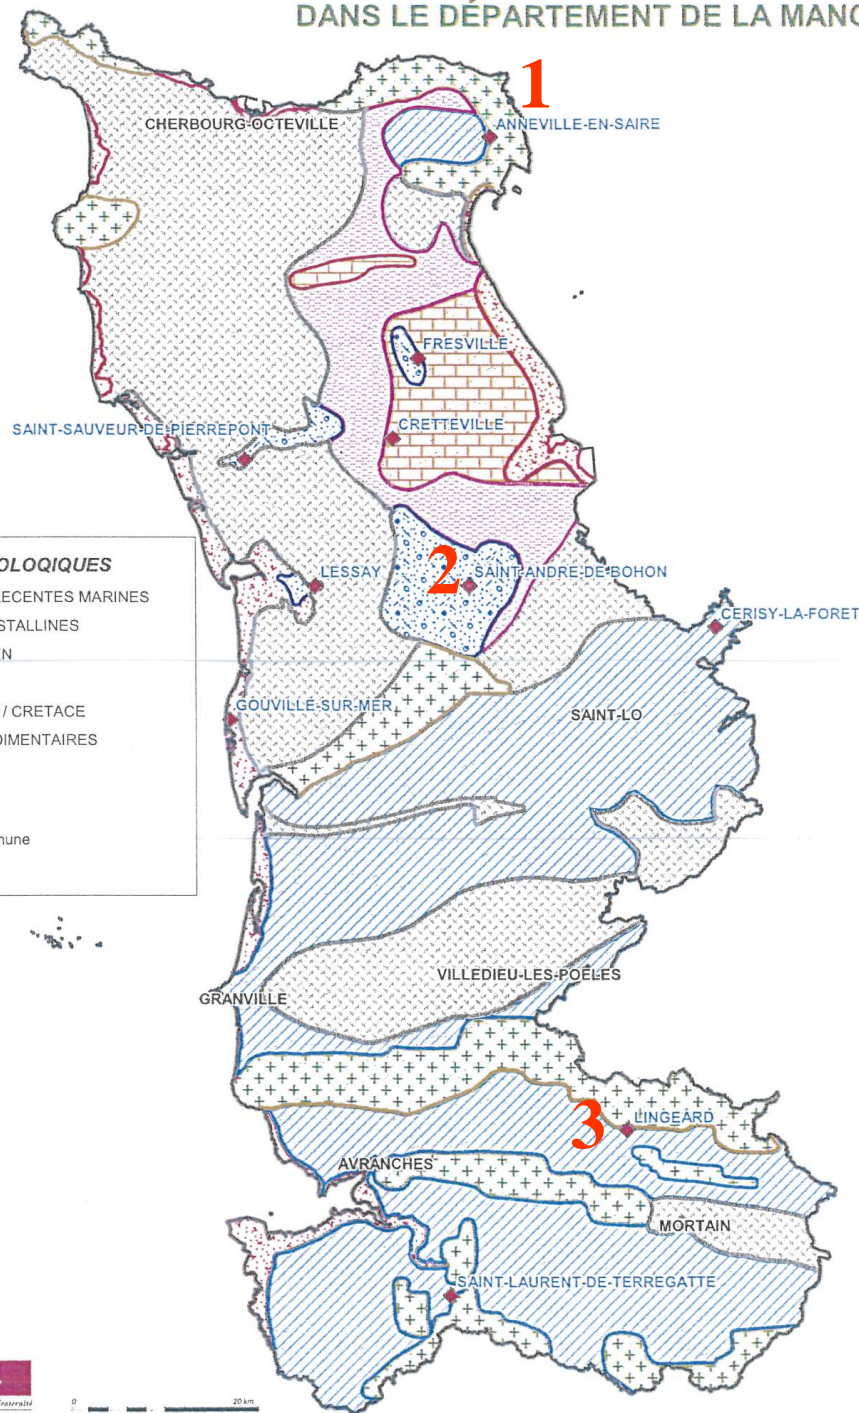 DANS LE DÉPARTEMENT DE LA MANC
1
CHERBOURG-OCTEVILLE
ANNEVILLE-EN-SAIRE
FRESVILLE
SAINT-SAUVEUR-DE-PIERREPONT
CRETTEVILLE
OLOQIQUES
RECENTES MARINES
STALLINES
EN
/ CRETACE
DIMENTAIRES
mune
LESSAY
2
SAINT-ANDRE-DE-BOHON
CERISY-LA-FORET
GOUVILLE-SUR-MER
SAINT-LO
VILLEDIEU-LES-POELES
GRANVILLE
3
LINGEARD
AVRANCHES
MORTAIN
SAINT-LAURENT-DE-TERREGATTE
0 20 km